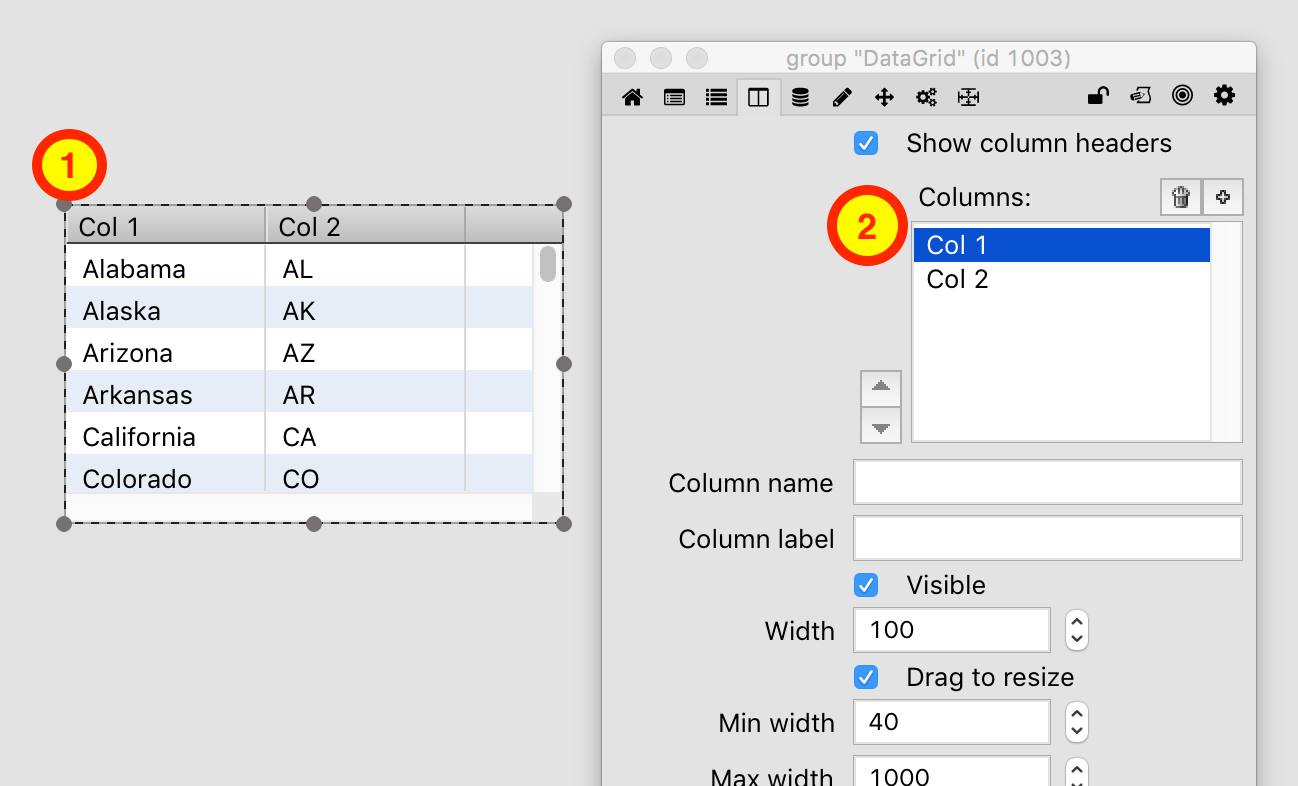 group "DataGrid" (id 1003)
Show column headers
1
Columns:
2
Col 1 Col 2
Col 1
Alabama AL
Col 2
Alaska AK
Arizona AZ
Arkansas AR
California CA
Colorado CO
Column name
Column label
Visible
Width 100
Drag to resize
Min width 40
Max width 1000